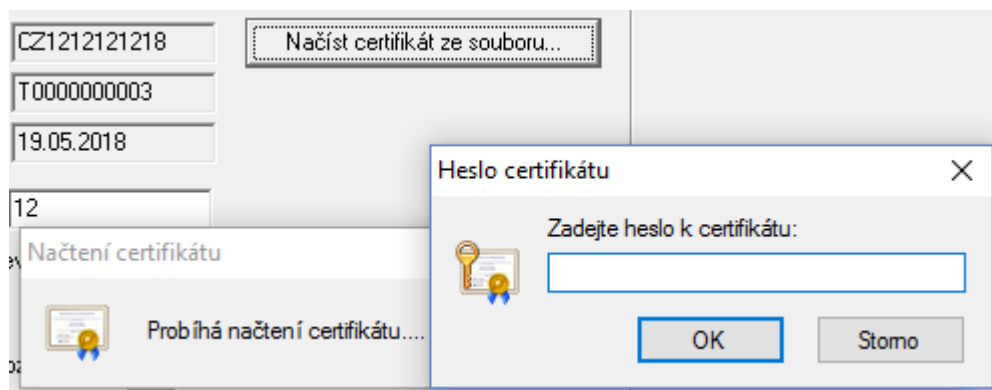 CZ1212121218
Načíst certifikát ze souboru...
T0000000003
19.05.2018
12
Heslo certifikátu
Zadejte heslo k certifikátu:
OK
Storno
Načtení certifikátu
Probíhá načtení certifikátu....